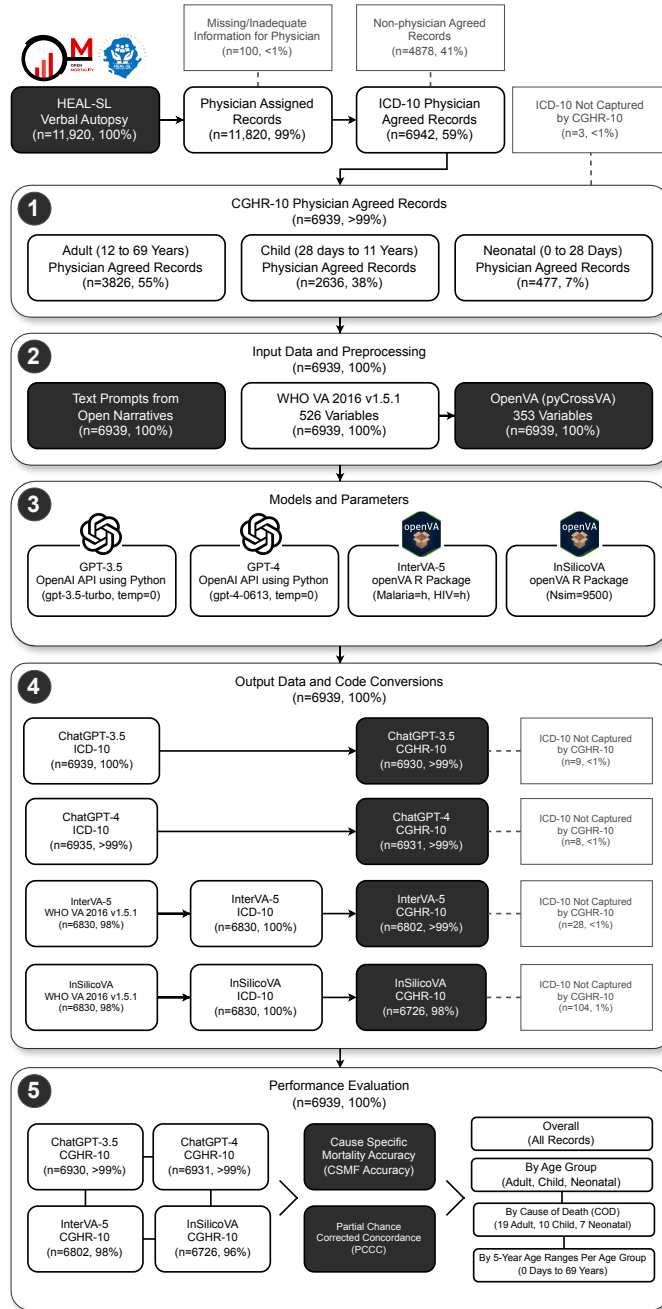 Missing/Inadequate
Information for Physician
(n=100, <1%)
Non-physician Agreed
Records
(n=4878, 41%)
OPEN
MORTALITY
HEAL-SL
HEAL-SL
Verbal Autopsy
(n=11,920, 100%)
Physician Assigned
Records
(n=11,820, 99%)
ICD-10 Physician
Agreed Records
(n=6942, 59%)
ICD-10 Not Captured
by CGHR-10
(n=3, <1%)
1
CGHR-10 Physician Agreed Records
(n=6939, >99%)
Adult (12 to 69 Years)
Physician Agreed Records
(n=3826, 55%)
Child (28 days to 11 Years)
Physician Agreed Records
(n=2636, 38%)
Neonatal (0 to 28 Days)
Physician Agreed Records
(n=477, 7%)
2
Input Data and Preprocessing
(n=6939, 100%)
Text Prompts from
Open Narratives
(n=6939, 100%)
WHO VA 2016 v1.5.1
526 Variables
(n=6939, 100%)
OpenVA (pyCrossVA)
353 Variables
(n=6939, 100%)
3
Models and Parameters
GPT-3.5
OpenAI API using Python
(gpt-3.5-turbo, temp=0)
GPT-4
OpenAI API using Python
(gpt-4-0613, temp=0)
openVA
InterVA-5
openVA R Package
(Malaria=h, HIV=h)
openVA
InSilicoVA
openVA R Package
(Nsim=9500)
4
Output Data and Code Conversions
(n=6939, 100%)
ChatGPT-3.5
ICD-10
(n=6939, 100%)
ChatGPT-3.5
CGHR-10
(n=6930, >99%)
ICD-10 Not Captured
by CGHR-10
(n=9, <1%)
ChatGPT-4
ICD-10
(n=6935, >99%)
ChatGPT-4
CGHR-10
(n=6931, >99%)
ICD-10 Not Captured
by CGHR-10
(n=8, <1%)
InterVA-5
WHO VA 2016 v1.5.1
(n=6830, 98%)
InterVA-5
ICD-10
(n=6830, 100%)
InterVA-5
CGHR-10
(n=6802, >99%)
ICD-10 Not Captured
by CGHR-10
(n=28, <1%)
InSilicoVA
WHO VA 2016 v1.5.1
(n=6830, 98%)
InSilicoVA
ICD-10
(n=6830, 100%)
InSilicoVA
CGHR-10
(n=6726, 98%)
ICD-10 Not Captured
by CGHR-10
(n=104, 1%)
5
Performance Evaluation
(n=6939, 100%)
ChatGPT-3.5
CGHR-10
(n=6930, >99%)
ChatGPT-4
CGHR-10
(n=6931, >99%)
InterVA-5
CGHR-10
(n=6802, 98%)
InSilicoVA
CGHR-10
(n=6726, 96%)
Cause Specific
Mortality Accuracy
(CSMF Accuracy)
Partial Chance
Corrected Concordance
(PCCC)
Overall
(All Records)
By Age Group
(Adult, Child, Neonatal)
By Cause of Death (COD)
(19 Adult, 10 Child, 7 Neonatal)
By 5-Year Age Ranges Per Age Group
(0 Days to 69 Years)